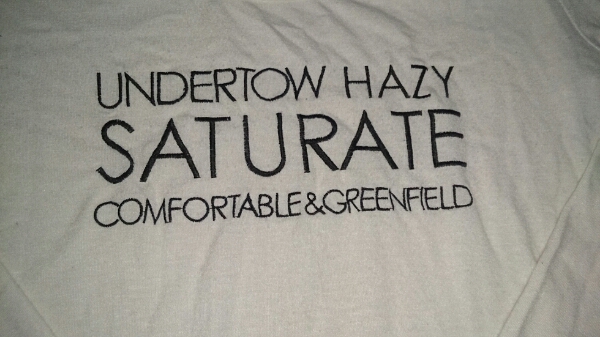 UNDERTOW HAZY
SATURATE
COMFORTABLE&GREENFIELD